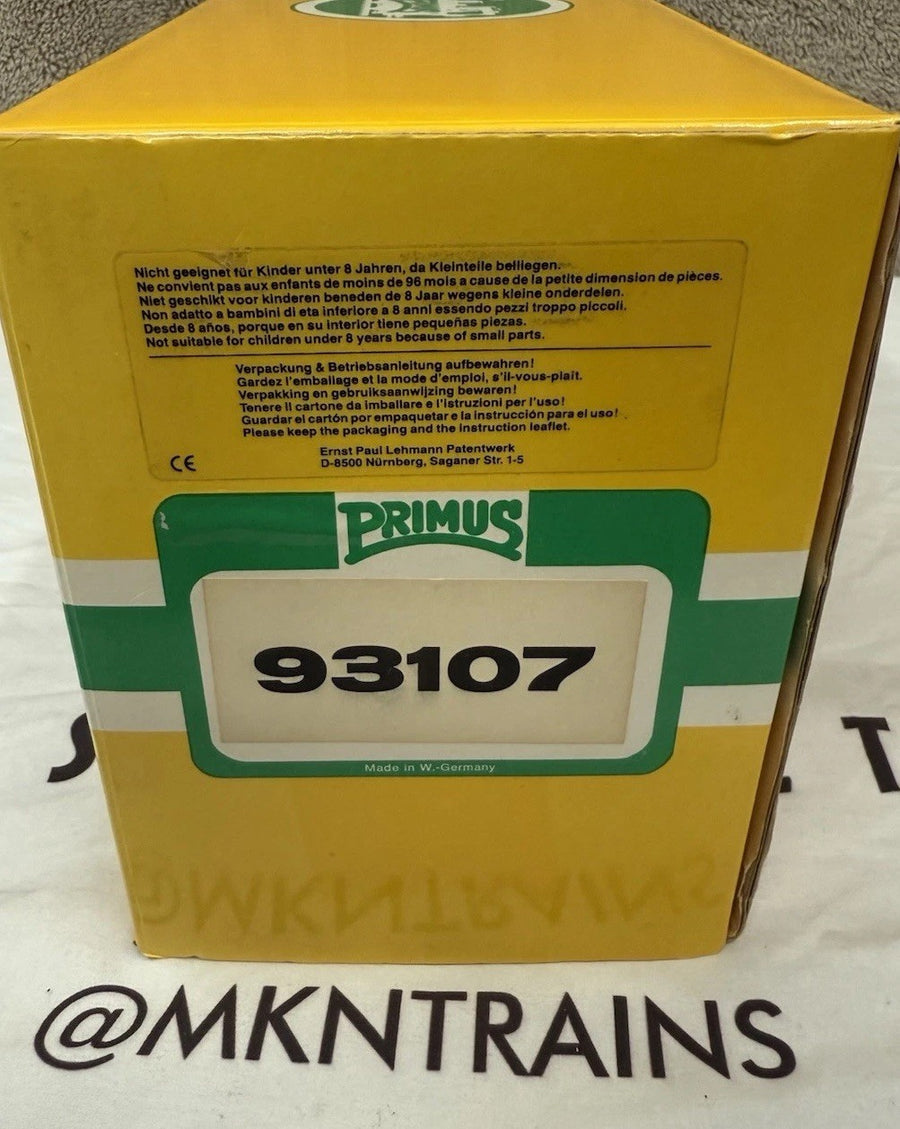 Nicht geeignet für Kinder unter 8 Jahren, da Kleinteile beiliegen.
Ne convient pas aux enfants de moins de 96 mois a cause de la petite dimension de pièces.
Niet geschikt voor kinderen beneden de 8 Jaar wegens kleine onderdelen.
Non adatto a bambini di eta inferiore a 8 anni essendo pezzi troppo piccoli.
Desde 8 años, porque en su interior tiene pequeñas piezas.
Not suitable for children under 8 years because of small parts.
Verpackung & Betriebsanleitung aufbewahren!
Gardez l'emballage et la mode d'emploi, s'il-vous-plait.
Verpakking en gebruiksaanwijzing bewaren!
Tenere il cartone da imballare e l'istruzioni per l'uso!
Guardar el cartón por empaquetar e la instrucción para el uso!
Please keep the packaging and the instruction leaflet.
Ernst Paul Lehmann Patentwerk
CE D-8500 Nürnberg, Saganer Str. 1-5
PRIMUS
93107
Made in W.-Germany
@MKNTRAINS